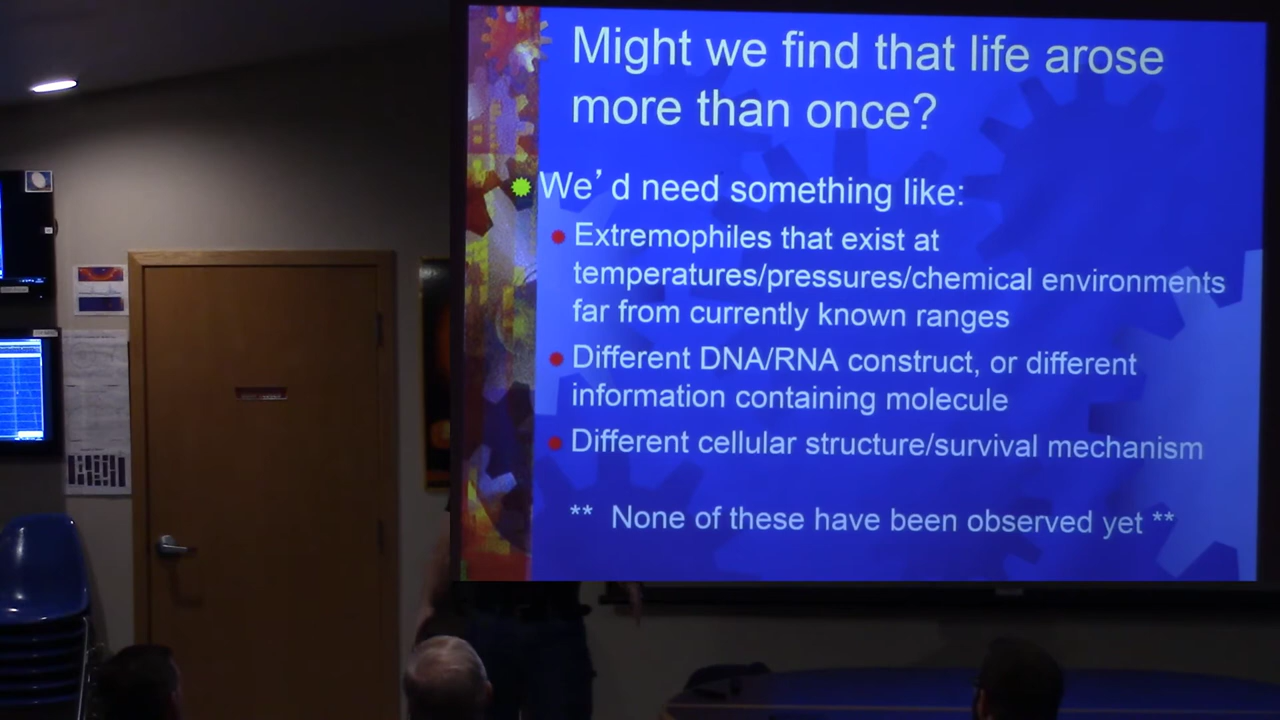 Might we find that life arose
more than once?
We’d need something like:
Extremophiles that exist at
temperatures/pressures/chemical environments
far from currently known ranges
Different DNA/RNA construct, or different
information containing molecule
Different cellular structure/survival mechanism
** None of these have been observed yet **